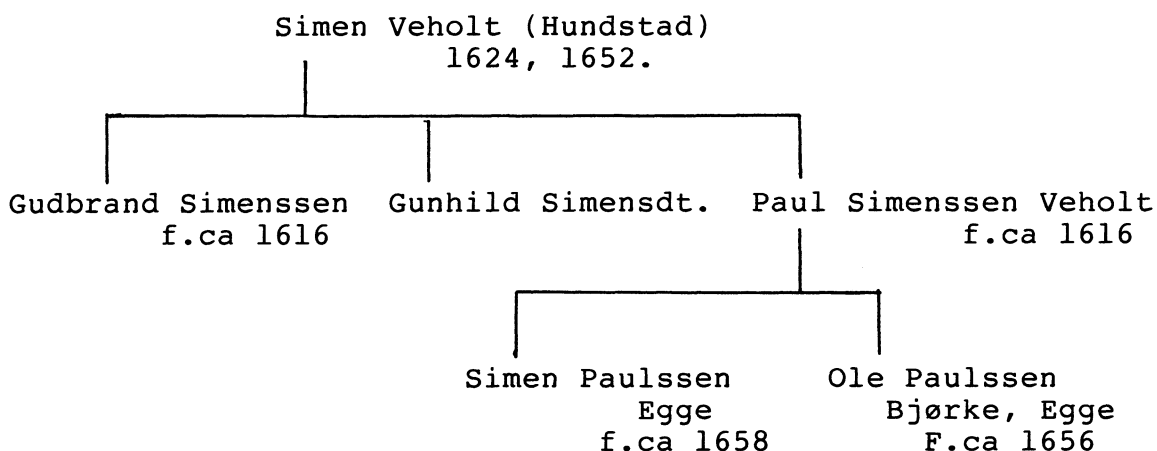 Simen Veholt (Hundstad)
1624, 1652.
Gudbrand Simenssen Gunhild Simensdt. Paul Simenssen Veholt
f.ca 1616 f.ca 1616
Simen Paulssen Ole Paulssen
Egge Bjørke, Egge
f.ca 1658 F.ca 1656